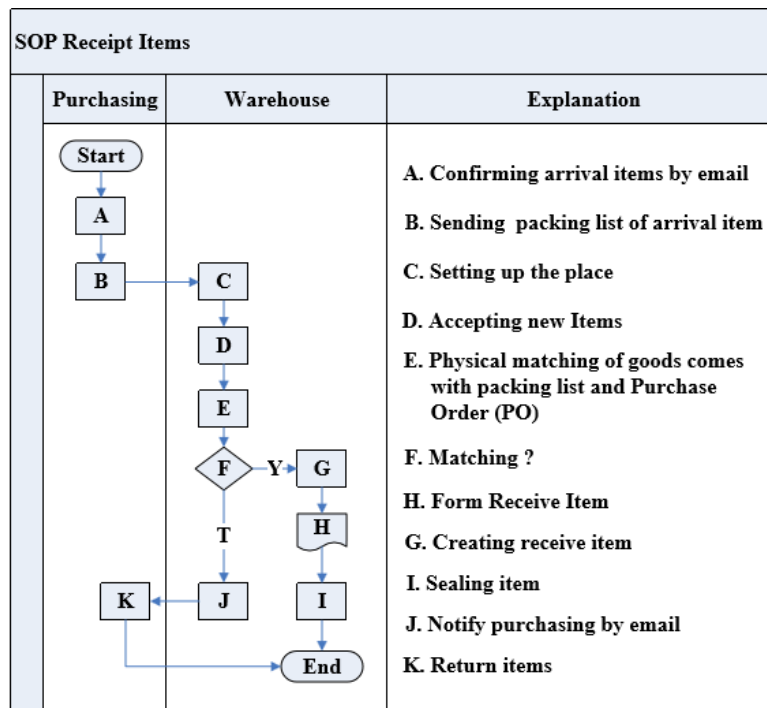 SOP Receipt Items
Purchasing
Warehouse
Explanation
Start
A
B
C
D
E
F
Y
G
H
T
K
J
I
End
A. Confirming arrival items by email
B. Sending packing list of arrival item
C. Setting up the place
D. Accepting new Items
E. Physical matching of goods comes
with packing list and Purchase
Order (PO)
F. Matching ?
H. Form Receive Item
G. Creating receive item
I. Sealing item
J. Notify purchasing by email
K. Return items